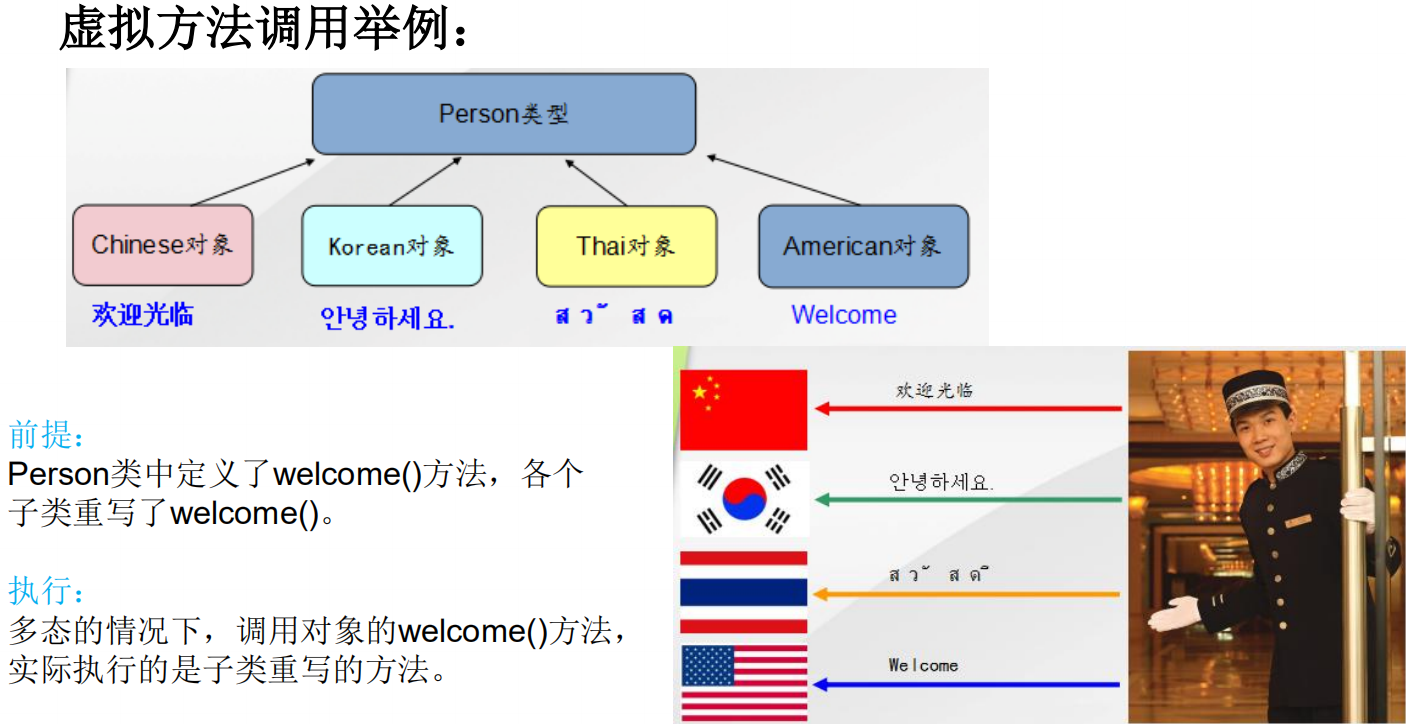 虚拟方法调用举例：
Person类型
Chinese对象
Korean对象
Thai对象
American对象
欢迎光临
안녕하세요.
ส ว ั ส ด
Welcome
欢迎光临
안녕하세요.
ส ว ั ส ด ี
Welcome
前提：
Person类中定义了welcome()方法，各个
子类重写了welcome()。
执行：
多态的情况下，调用对象的welcome()方法，
实际执行的是子类重写的方法。